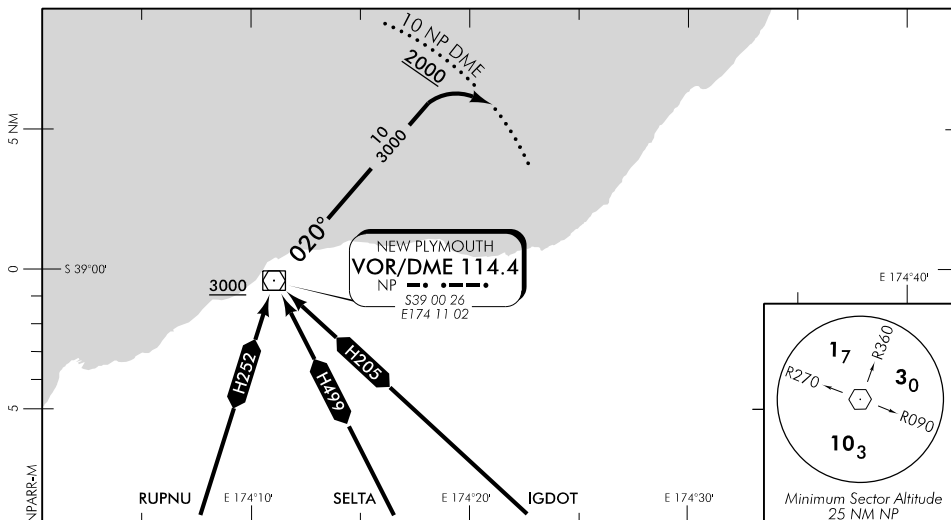 10 NP DME
2000
5 NM
10
3000
020°
NEW PLYMOUTH
VOR/DME 114.4
NP
S39 00 26
E174 11 02
0
S 39°00'
3000
E 174°40'
H252
H499
H205
17
R360
R270
30
R090
103
5
RUPNU
E 174°10'
SELTA
E 174°20'
IGDOT
E 174°30'
Minimum Sector Altitude
25 NM NP
NPARR-M